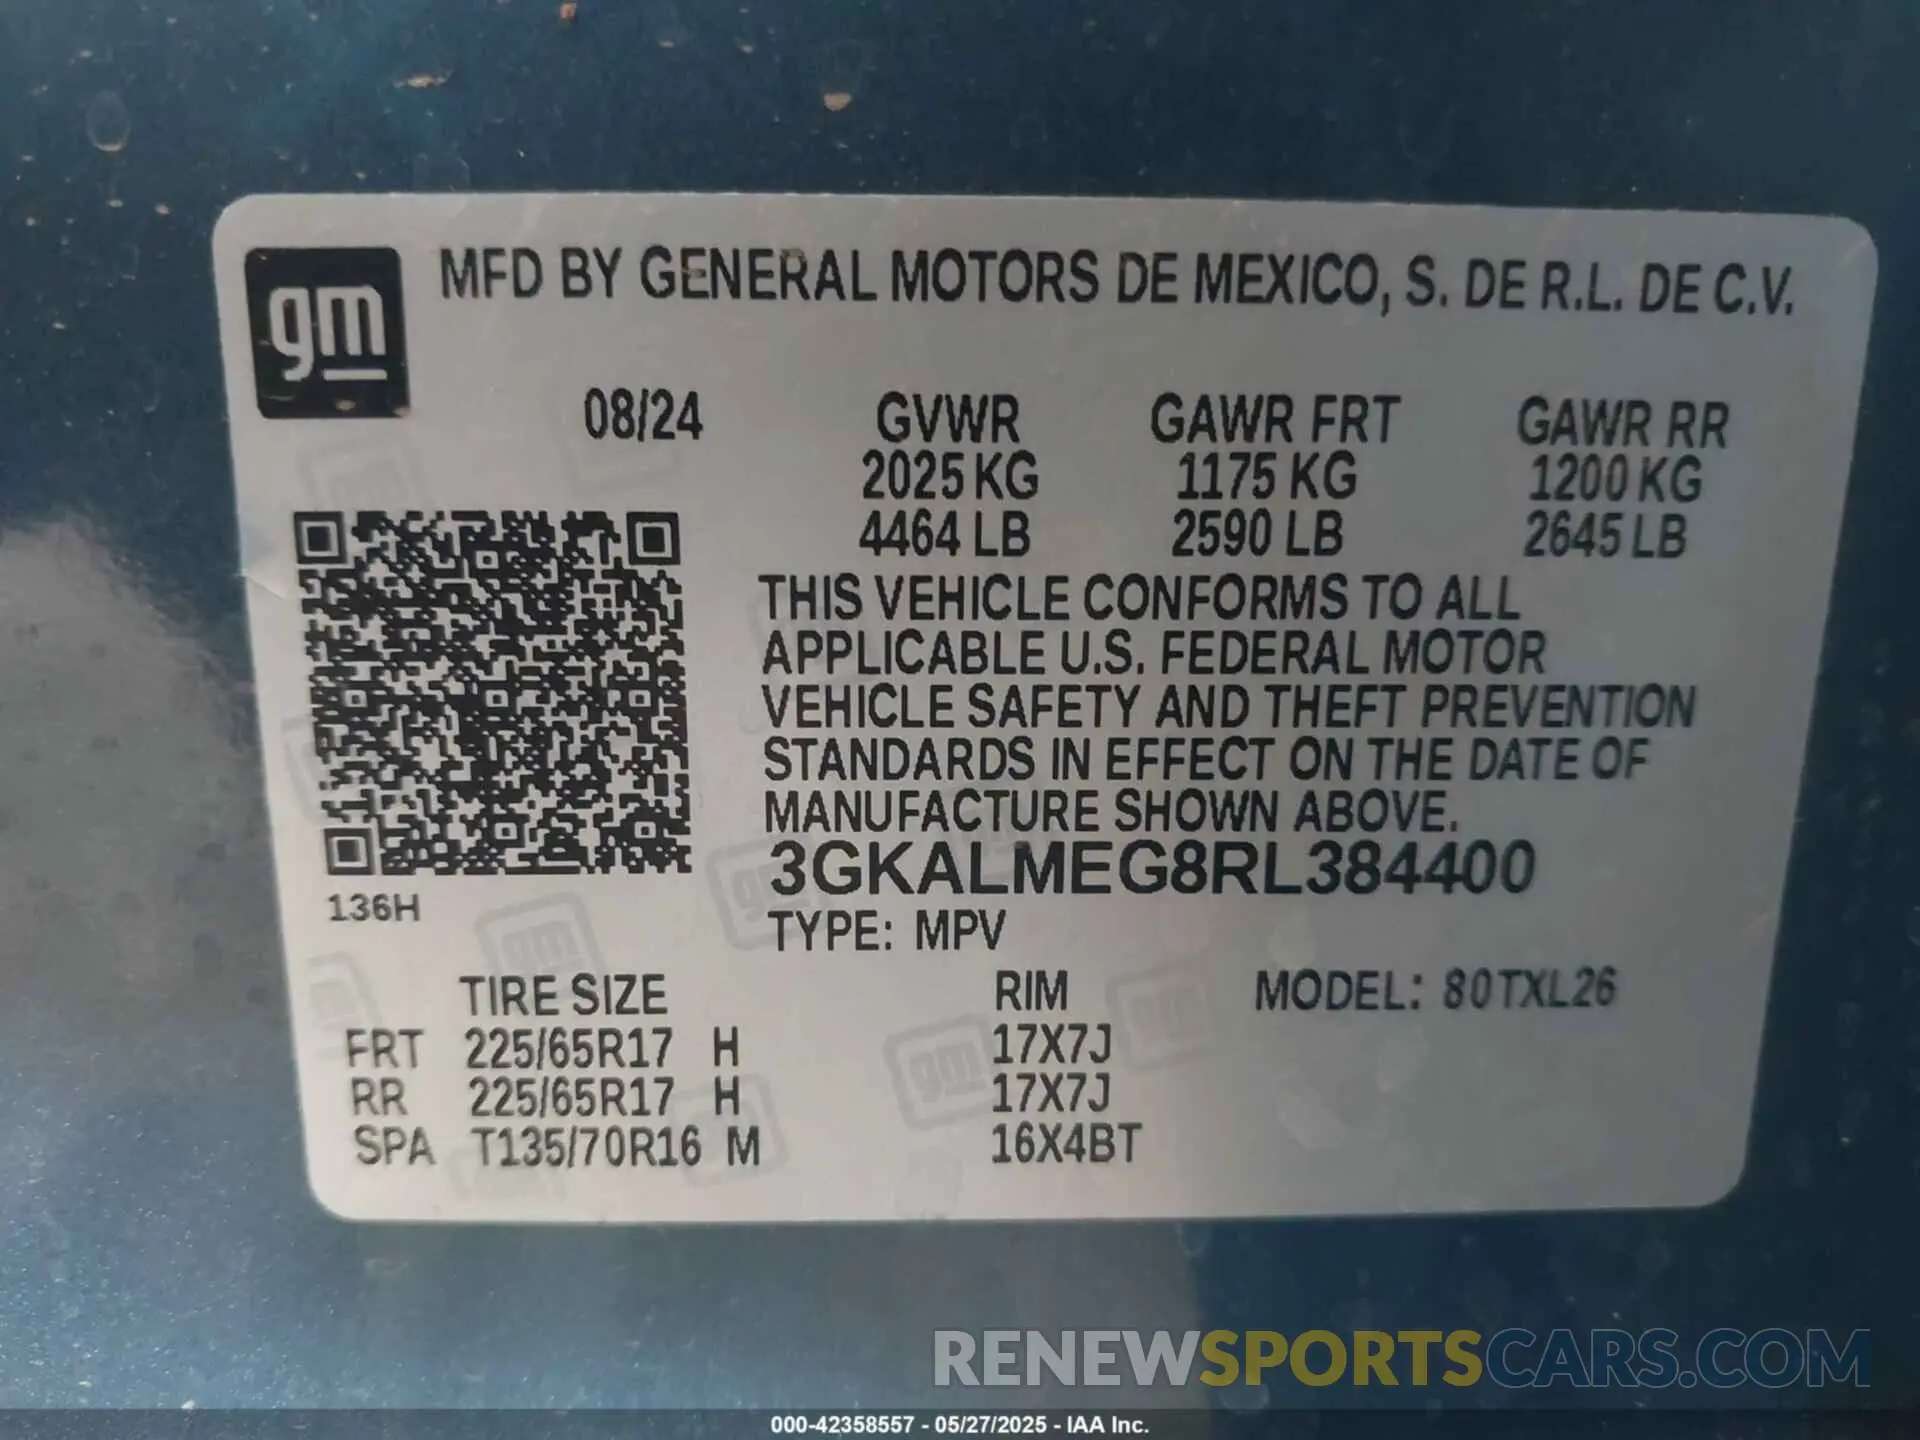 gm
MFD BY GENERAL MOTORS DE MEXICO, S. DE R.L. DE C.V.
08/24
GVWR GAWR FRT GAWR RR
2025 KG 1175 KG 1200 KG
4464 LB 2590 LB 2645 LB
THIS VEHICLE CONFORMS TO ALL
APPLICABLE U.S. FEDERAL MOTOR
VEHICLE SAFETY AND THEFT PREVENTION
STANDARDS IN EFFECT ON THE DATE OF
MANUFACTURE SHOWN ABOVE.
3GKALMEG8RL384400
136H
TYPE: MPV
TIRE SIZE RIM MODEL: 80TXL26
FRT 225/65R17 H 17X7J
RR 225/65R17 H 17X7J
SPA T135/70R16 M 16X4BT
RENEWSPORTSCARS.COM
000-42358557 - 05/27/2025 - IAA Inc.